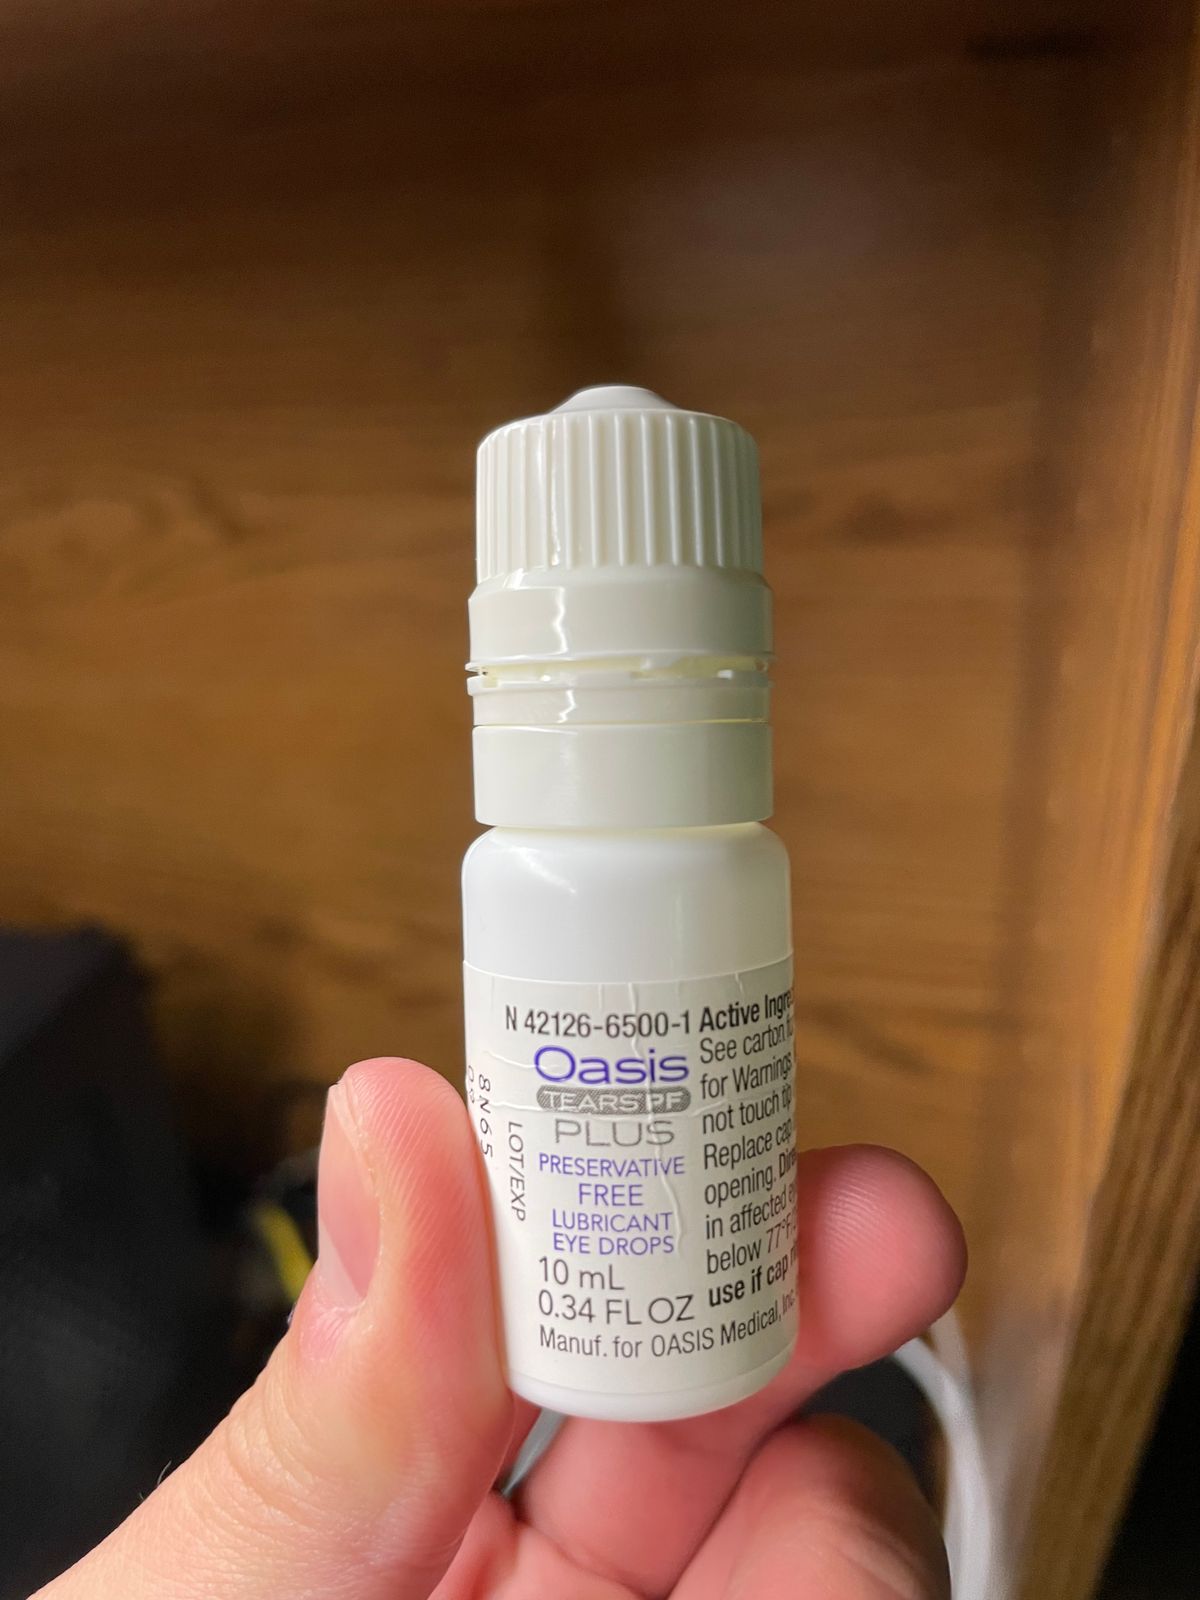 N 42126-6500-1
Oasis
TEARS PF
PLUS
PRESERVATIVE
FREE
LUBRICANT
EYE DROPS
10 mL
0.34 FL OZ
Manuf. for OASIS Medical, Inc.
Active
See carton
for Warnings.
not touch tip
Replace cap
opening.
in affected
below 77°F
use if cap
LOT/EXP
8N65